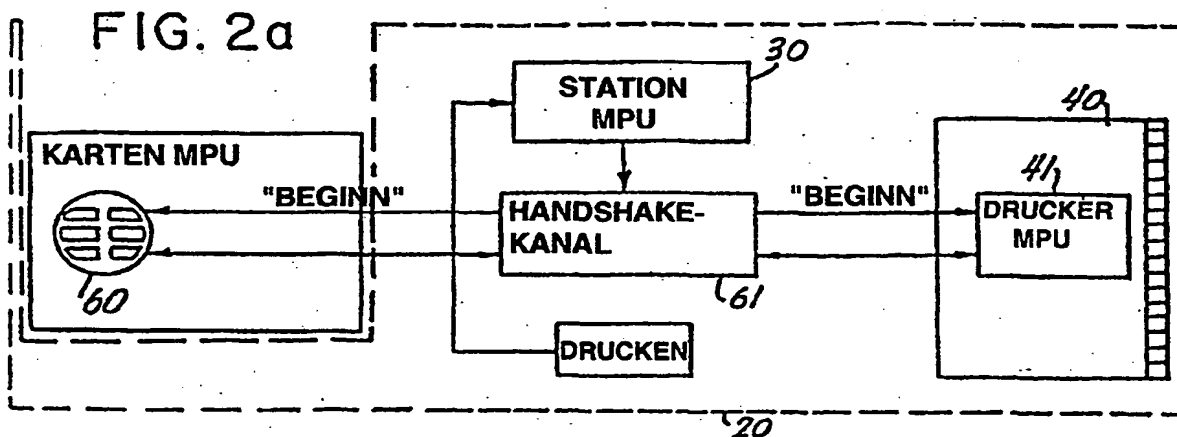 FIG. 2a
30
STATION
MPU
40
KARTEN MPU
41
"BEGINN"
HANDSHAKE-
KANAL
"BEGINN"
DRUCKER
MPU
60
61
DRUCKEN
20